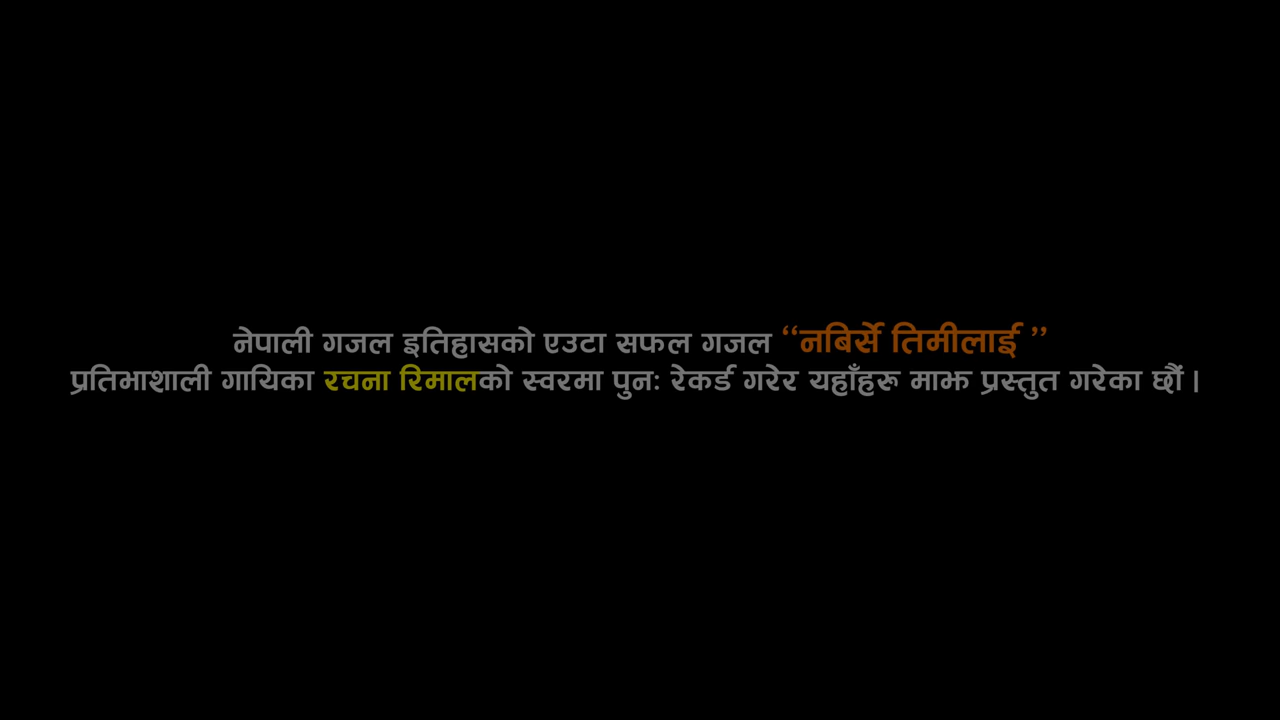 नेपाली गजल इतिहासको एउटा सफल गजल “नबिर्से तिमीलाई ”
प्रतिभाशाली गायिका रचना रिमालको स्वरमा पुनः रेकर्ड गरेर यहाँहरू माझ प्रस्तुत गरेका छौं ।